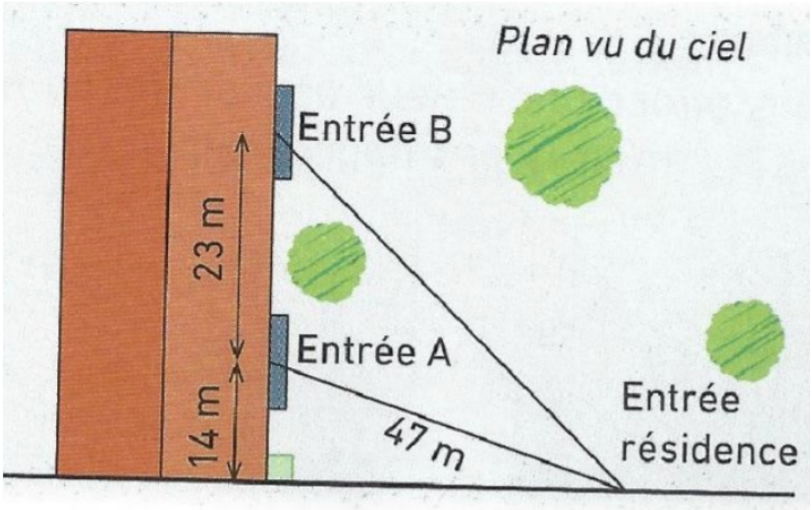 Plan vu du ciel
Entrée B
23 m
Entrée A
14 m
47 m
Entrée
résidence